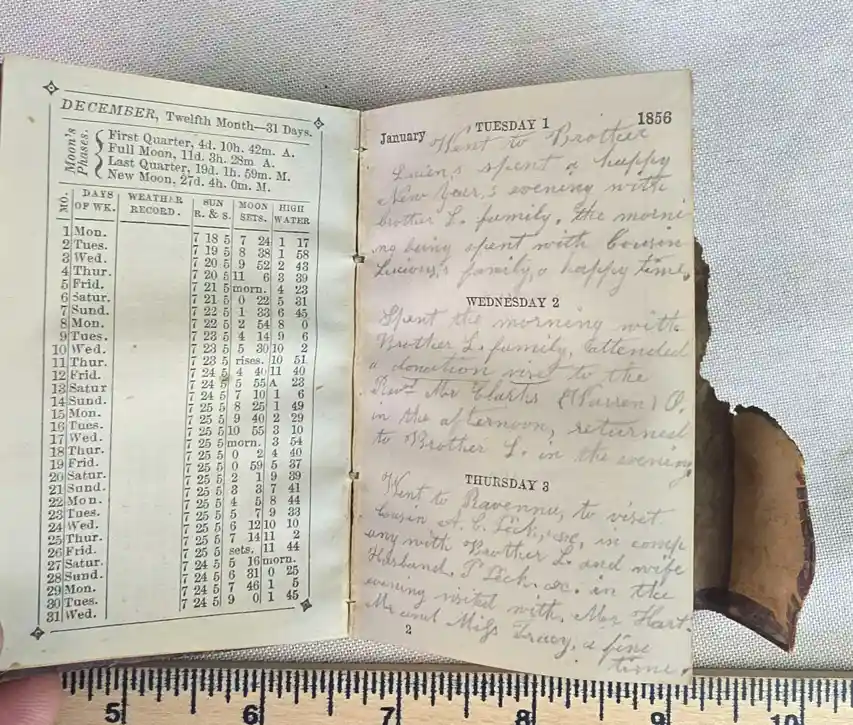 DECEMBER, Twelfth Month—31 Days.
Moon's Phases.
First Quarter, 4d. 10h. 42m. A.
Full Moon, 11d. 3h. 28m A.
Last Quarter, 19d. 1h. 59m. M.
New Moon, 27d. 4h. 0m. M.
MO. DAYS OF WK. WEATHER RECORD. SUN R. & S. MOON SETS. HIGH WATER
1 Mon. 7 18 5 7 24 1 17
2 Tues. 7 19 5 8 38 1 58
3 Wed. 7 20 5 9 52 2 43
4 Thur. 7 20 5 11 6 3 39
5 Frid. 7 21 5 morn. 4 23
6 Satur. 7 21 5 0 22 5 31
7 Sund. 7 22 5 1 33 6 45
8 Mon. 7 22 5 2 54 8 0
9 Tues. 7 23 5 4 14 9 6
10 Wed. 7 23 5 5 30 10 2
11 Thur. 7 23 5 rises. 10 51
12 Frid. 7 24 5 4 40 11 40
13 Satur 7 24 5 5 55 A 23
14 Sund. 7 24 5 7 10 1 6
15 Mon. 7 25 5 8 25 1 49
16 Tues. 7 25 5 9 40 2 29
17 Wed. 7 25 5 10 55 3 10
18 Thur. 7 25 5 morn. 3 54
19 Frid. 7 25 5 0 2 4 40
20 Satur. 7 25 5 0 59 5 37
21 Sund. 7 25 5 2 1 9 39
22 Mon. 7 25 5 3 3 7 41
23 Tues. 7 25 5 4 5 8 44
24 Wed. 7 25 5 5 7 9 33
25 Thur. 7 25 5 6 12 10 10
26 Frid. 7 25 5 7 14 11 2
27 Satur. 7 25 5 sets. 11 44
28 Sund. 7 24 5 5 16 morn.
29 Mon. 7 24 5 6 31 0 25
30 Tues. 7 24 5 7 46 1 5
31 Wed. 7 24 5 9 0 1 45
January TUESDAY 1 1856
Went to Brother
Lucien's spent a happy
New Year's evening with
brother L. family, the morni
ng being spent with Cousin
Lucious's family, a happy time,
WEDNESDAY 2
Spent the morning with
Brother L. family, attended
a donation visit to the
Revd Mr Clarks (Warren) O.
in the afternoon, returned
to Brother L. in the evening
THURSDAY 3
Went to Ravenna, to visit
Cousin A. C. in comp
any with Brother L. and wife
Husband, in the
evening visited with, Mrs Hart.
Mr and Miss Tracy, a fine
time.
2
5 6 7 8 9 10